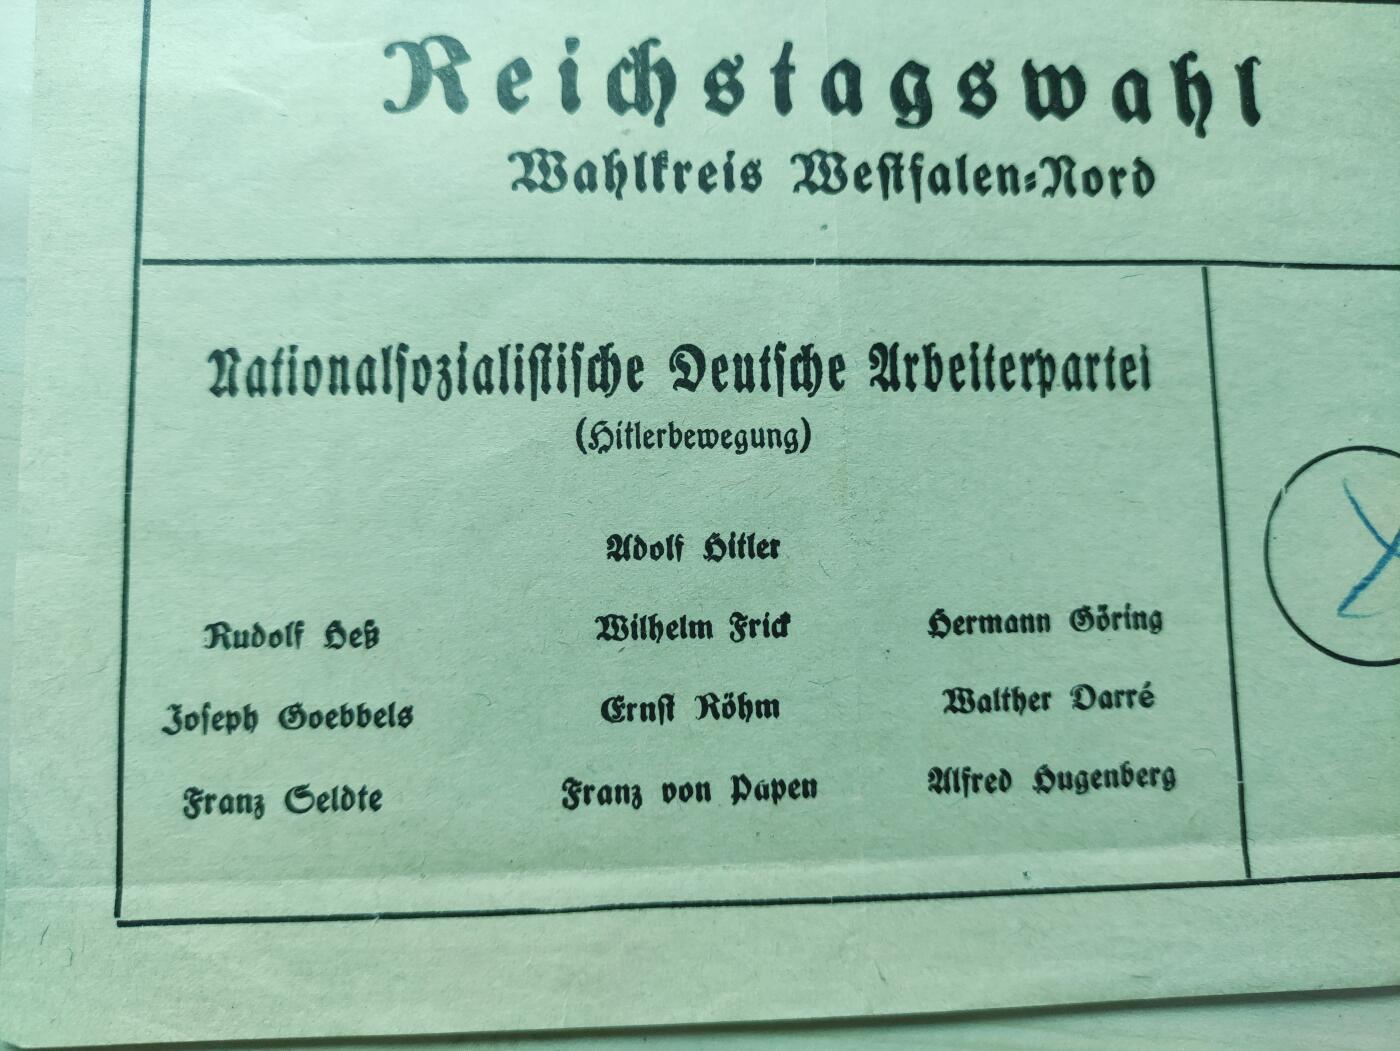 Reichstagswahl
Wahlkreis Westfalen-Nord
Nationalsozialistische Deutsche Arbeiterpartei
(Hitlerbewegung)
Adolf Hitler
Rudolf Heß Wilhelm Frick Hermann Göring
Joseph Goebbels Ernst Röhm Walther Darré
Franz Seldte Franz von Papen Alfred Hugenberg